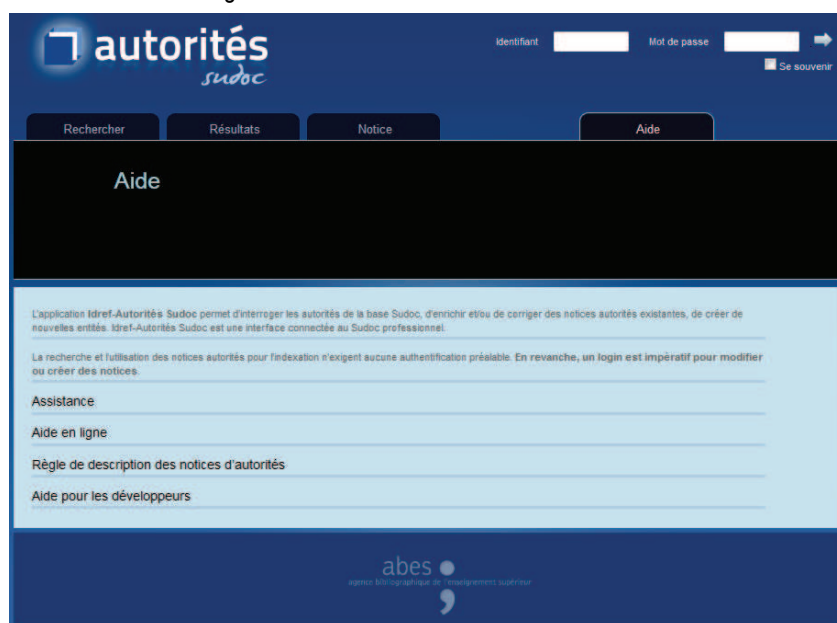 autorités
sudoc
Identifiant
Mot de passe
Se souvenir
Rechercher
Résultats
Notice
Aide
Aide
L'application Idref-Autorités Sudoc permet d'interroger les autorités de la base Sudoc, d'enrichir et/ou de corriger des notices autorités existantes, de créer de
nouvelles entités. Idref-Autorités Sudoc est une interface connectée au Sudoc professionnel.
La recherche et l'utilisation des notices autorités pour l'indexation n'exigent aucune authentification préalable. En revanche, un login est impératif pour modifier
ou créer des notices.
Assistance
Aide en ligne
Règle de description des notices d'autorités
Aide pour les développeurs
abes
agence bibliographique de l'enseignement supérieur